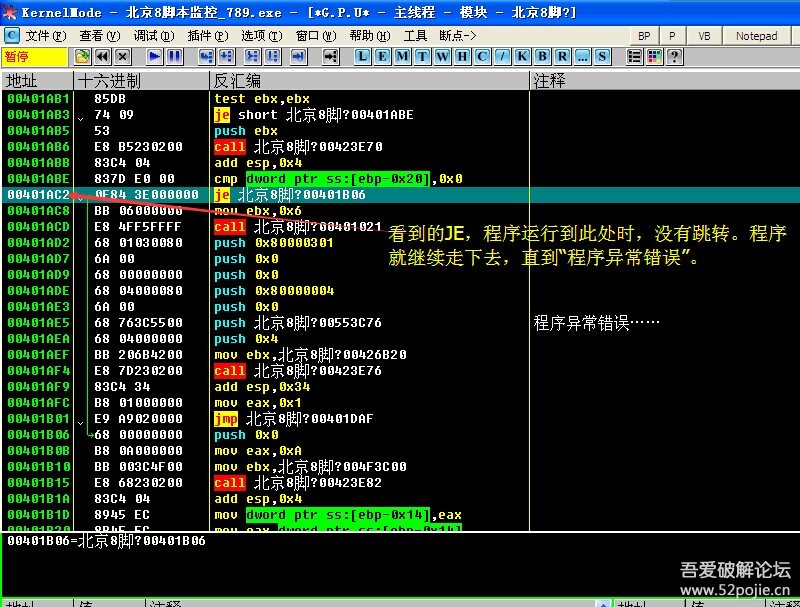 KernelMode - 北京8脚本监控_789.exe - [*G.P.U* - 主线程 - 模块 - 北京8脚?]
C 文件(F) 查看(V) 调试(D) 插件(P) 选项(T) 窗口(W) 帮助(H) 工具 断点-> BP P VB Notepad
暂停 L E M T W H C / K B R ... S ?
地址 十六进制 反汇编 注释
00401AB1 85DB test ebx,ebx
00401AB3 74 09 je short 北京8脚?00401ABE
00401AB5 53 push ebx
00401AB6 E8 B5230200 call 北京8脚?00423E70
00401ABB 83C4 04 add esp,0x4
00401ABE 837D E0 00 cmp dword ptr ss:[ebp-0x20],0x0
00401AC2 0F84 3E000000 je 北京8脚?00401B06
00401AC8 BB 06000000 mov ebx,0x6
00401ACD E8 4FF5FFFF call 北京8脚?00401021
00401AD2 68 01030080 push 0x80000301
00401AD7 6A 00 push 0x0
00401AD9 68 00000000 push 0x0
00401ADE 68 04000080 push 0x80000004
00401AE3 6A 00 push 0x0
00401AE5 68 763C5500 push 北京8脚?00553C76 程序异常错误……
00401AEA 68 04000000 push 0x4
00401AEF BB 206B4200 mov ebx,北京8脚?00426B20
00401AF4 E8 7D230200 call 北京8脚?00423E76
00401AF9 83C4 34 add esp,0x34
00401AFC B8 01000000 mov eax,0x1
00401B01 E9 A9020000 jmp 北京8脚?00401DAF
00401B06 68 00000000 push 0x0
00401B0B B8 0A000000 mov eax,0xA
00401B10 BB 003C4F00 mov ebx,北京8脚?004F3C00
00401B15 E8 68230200 call 北京8脚?00423E82
00401B1A 83C4 04 add esp,0x4
00401B1D 8945 EC mov dword ptr ss:[ebp-0x14],eax
00401B20 8B45 EC mov eax,dword ptr ss:[ebp-0x14]
看到的JE，程序运行到此处时，没有跳转。程序
就继续走下去，直到“程序异常错误”。
00401B06=北京8脚?00401B06
吾爱破解论坛
www.52pojie.cn
地址 值 注释 地址 值 注释